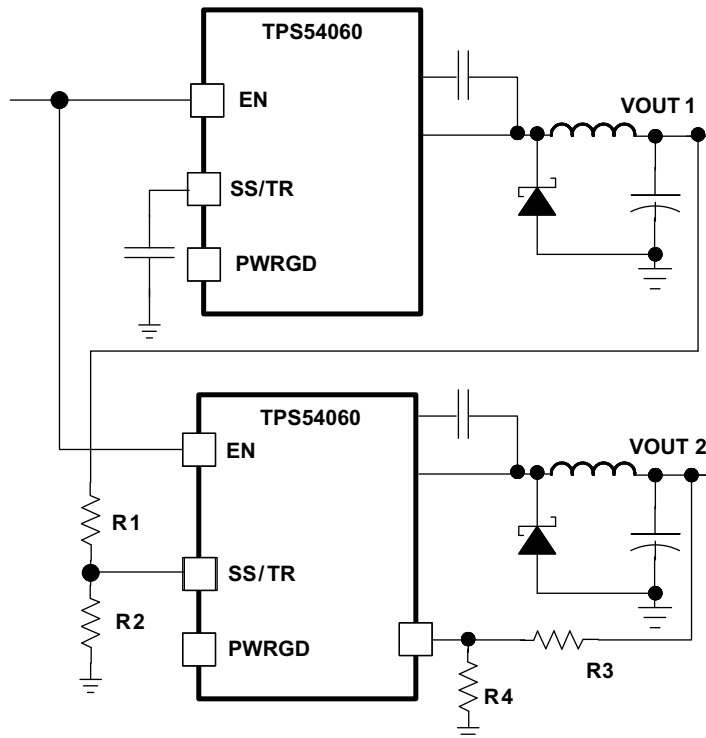 TPS54060
EN
VOUT 1
SS/TR
PWRGD
TPS54060
EN
VOUT 2
R1
SS/TR
R2
PWRGD
R3
R4